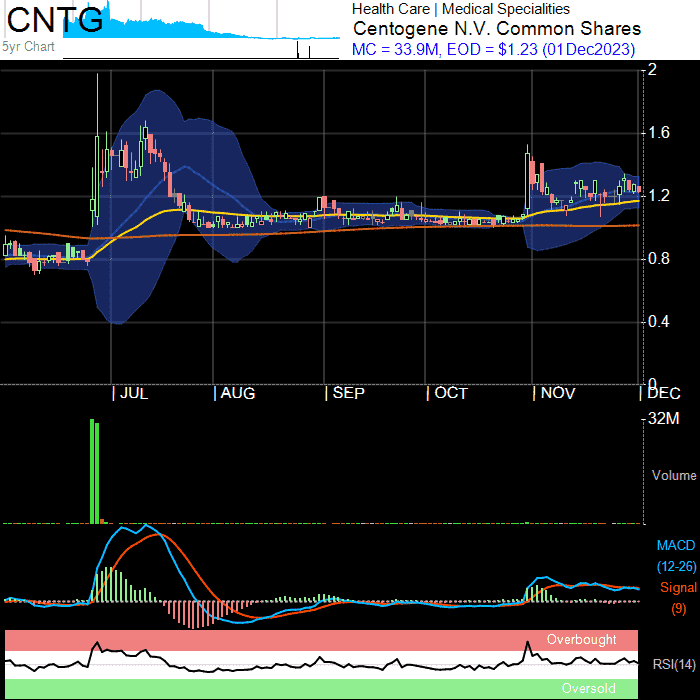 CNTG
5yr Chart
Health Care | Medical Specialities
Centogene N.V. Common Shares
MC = 33.9M, EOD = $1.23 (01Dec2023)
2
1.6
1.2
0.8
0.4
0
JUL AUG SEP OCT NOV DEC
32M
Volume
MACD
(12-26)
Signal
(9)
Overbought
RSI(14)
Oversold